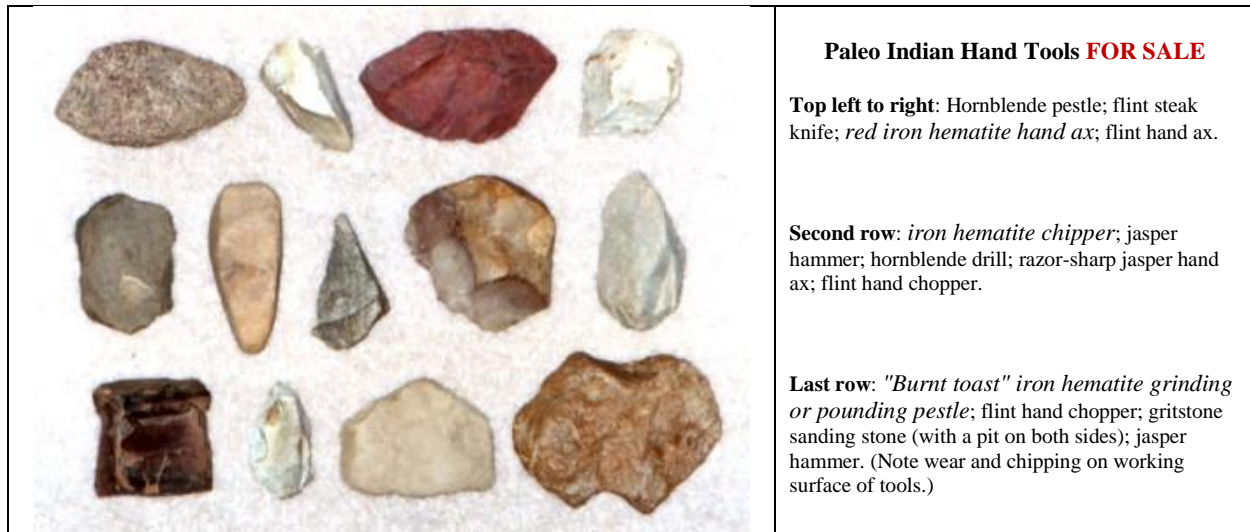 Paleo Indian Hand Tools FOR SALE
Top left to right: Hornblende pestle; flint steak
knife; red iron hematite hand ax; flint hand ax.
Second row: iron hematite chipper; jasper
hammer; hornblende drill; razor-sharp jasper hand
ax; flint hand chopper.
Last row: "Burnt toast" iron hematite grinding
or pounding pestle; flint hand chopper; gritstone
sanding stone (with a pit on both sides); jasper
hammer. (Note wear and chipping on working
surface of tools.)